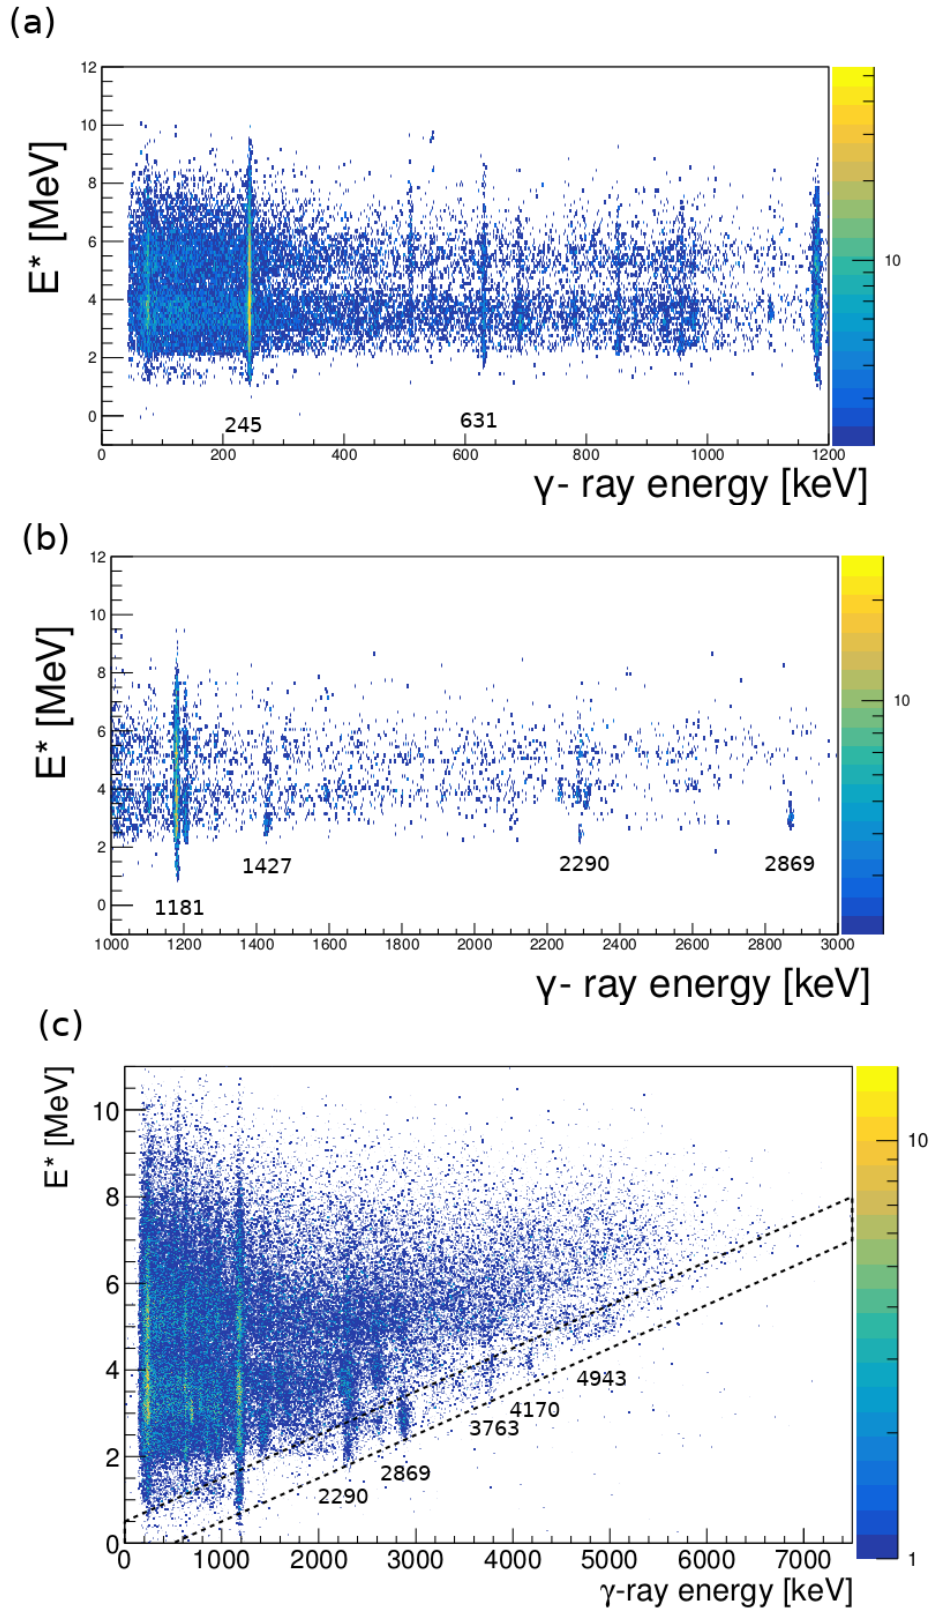 (a)
12
10
8
6
4
2
0
E* [MeV]
10
245
631
0 200 400 600 800 1000 1200
γ- ray energy [keV]
(b)
12
10
8
6
4
2
0
E* [MeV]
10
1427
2290
2869
1181
1000 1200 1400 1600 1800 2000 2200 2400 2600 2800 3000
γ- ray energy [keV]
(c)
10
8
6
4
2
0
E* [MeV]
10
1
4943
4170
3763
2869
2290
0 1000 2000 3000 4000 5000 6000 7000
γ-ray energy [keV]